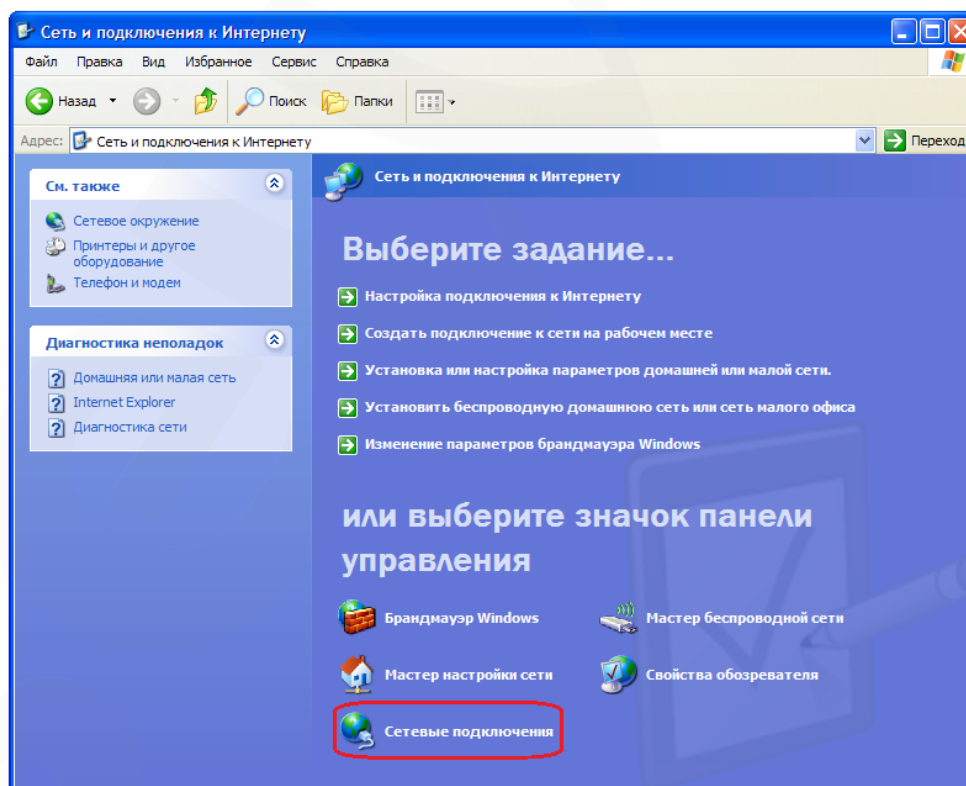 Сеть и подключения к Интернету
Файл Правка Вид Избранное Сервис Справка
Назад Поиск Папки
Адрес: Сеть и подключения к Интернету Переход
См. также
Сетевое окружение
Принтеры и другое
оборудование
Телефон и модем
Диагностика неполадок
Домашняя или малая сеть
Internet Explorer
Диагностика сети
Сеть и подключения к Интернету
Выберите задание...
Настройка подключения к Интернету
Создать подключение к сети на рабочем месте
Установка или настройка параметров домашней или малой сети.
Установить беспроводную домашнюю сеть или сеть малого офиса
Изменение параметров брандмауэра Windows
или выберите значок панели
управления
Брандмауэр Windows Мастер беспроводной сети
Мастер настройки сети Свойства обозревателя
Сетевые подключения